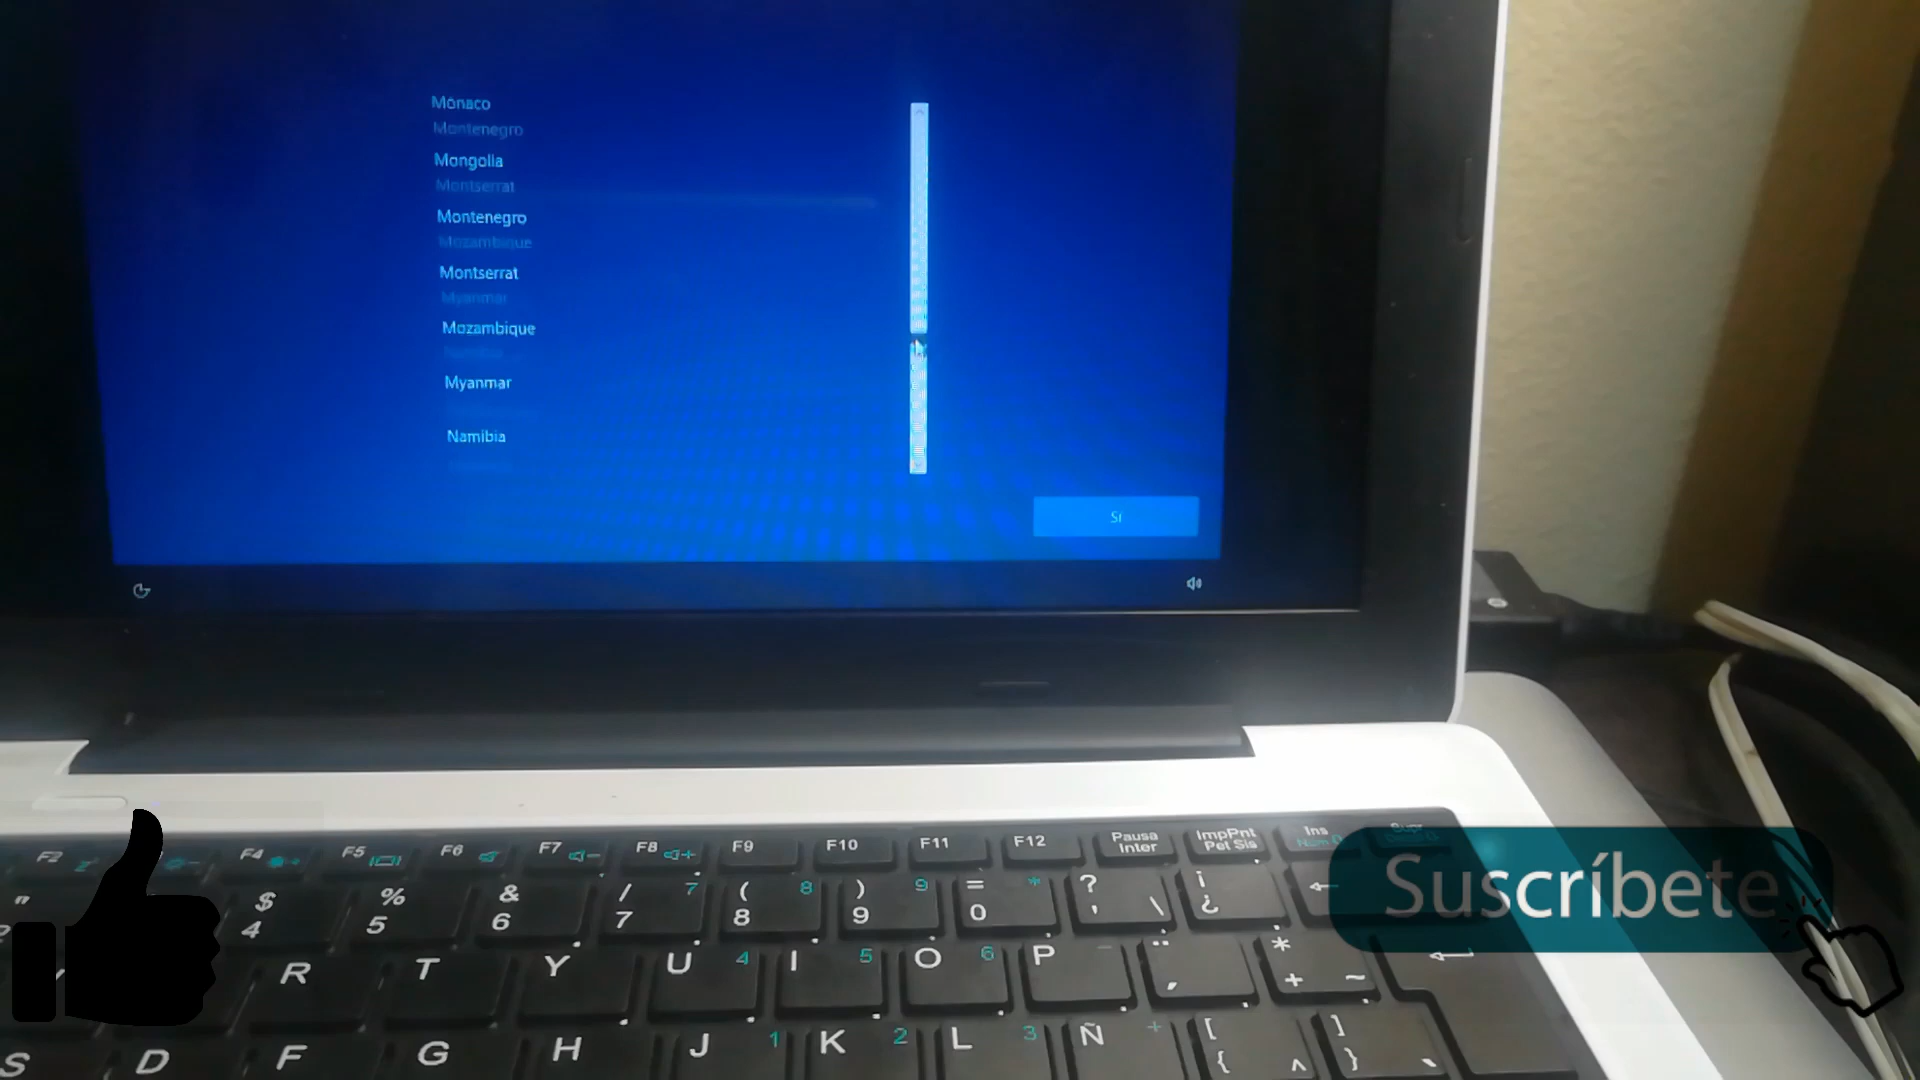 Mónaco
Montenegro
Mongolia
Montserrat
Montenegro
Mozambique
Montserrat
Myanmar
Mozambique
Namibia
Myanmar
Namibia
Sí
F2 F4 F5 F6 F7 F8 F9 F10 F11 F12 Pausa Inter ImpPnt Pet Sis Ins Supr
" $ 4 % 5 & 6 / 7 7 ( 8 8 ) 9 9 = 0 * ? ' \ ¡ ¿ ←
Suscríbete
R T Y U 4 I 5 O 6 P ¨ * + ~
S D F G H J 1 K 2 L 3 Ñ + [ { ^ ] }